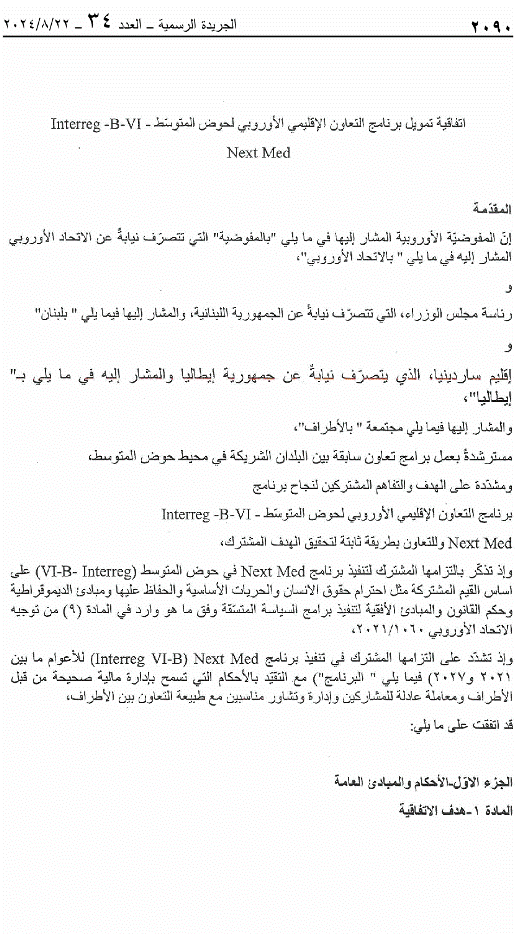 ٢٠٩٠ الجريدة الرسمية ـ العدد ٣٤ ـ ٢٠٢٤/٨/٢٢
اتفاقية تمويل برنامج التعاون الإقليمي الأوروبي لحوض المتوسّط - Interreg -B-VI
Next Med
المقدّمة
إنّ المفوضيّة الأوروبية المشار إليها في ما يلي "بالمفوضية" التي تتصرّف نيابةً عن الاتحاد الأوروبي
المشار إليه في ما يلي " بالاتحاد الأوروبي"،
و
رئاسة مجلس الوزراء، التي تتصرّف نيابةً عن الجمهورية اللبنانية، والمشار إليها فيما يلي " بلبنان"
و
إقليم ساردينيا، الذي يتصرّف نيابةً عن جمهورية إيطاليا والمشار إليه في ما يلي بـ"
إيطاليا"،
والمشار إليها فيما يلي مجتمعة " بالأطراف"،
مسترشدةً بعمل برامج تعاون سابقة بين البلدان الشريكة في محيط حوض المتوسط،
ومشدّدة على الهدف والتفاهم المشتركين لنجاح برنامج
برنامج التعاون الإقليمي الأوروبي لحوض المتوسّط - Interreg -B-VI
Next Med وللتعاون بطريقة ثابتة لتحقيق الهدف المشترك،
وإذ تذكّر بالتزامها المشترك لتنفيذ برنامج Next Med في حوض المتوسط (VI-B- Interreg) على
اساس القيم المشتركة مثل احترام حقوق الانسان والحريات الأساسية والحفاظ عليها ومبادئ الديموقراطية
وحكم القانون والمبادئ الأفقية لتنفيذ برامج السياسة المتسّقة وفق ما هو وارد في المادة (٩) من توجيه
الاتحاد الأوروبي ٢٠٢١/١٠٦٠،
وإذ تشدّد على التزامها المشترك في تنفيذ برنامج Interreg VI-B) Next Med) للأعوام ما بين
٢٠٢١ و٢٠٢٧) فيما يلي " البرنامج") مع التقيّد بالأحكام التي تسمح بإدارة مالية صحيحة من قبل
الأطراف ومعاملة عادلة للمشاركين وإدارة وتشاور مناسبين مع طبيعة التعاون بين الأطراف،
قد اتفقت على ما يلي:
الجزء الاوّل-الأحكام والمبادئ العامة
المادة ١-هدف الاتفاقية